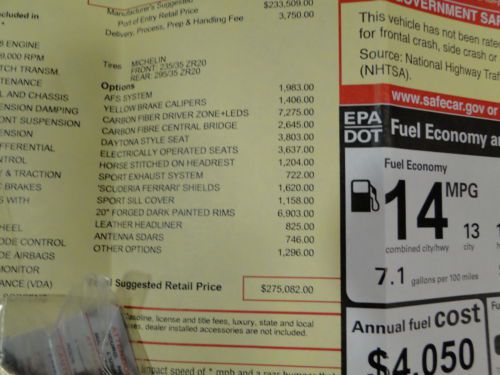 cluded in *
Manufacturer's Suggested $233,509.00
Port of Entry Retail Price
Delivery, Process, Prep & Handling Fee 3,750.00
Tires MICHELIN
FRONT: 235/35 ZR20
REAR: 295/35 ZR20
Options
AFS SYSTEM 1,983.00
YELLOW BRAKE CALIPERS 1,406.00
CARBON FIBER DRIVER ZONE+LEDS 7,275.00
CARBON FIBRE CENTRAL BRIDGE 2,645.00
DAYTONA STYLE SEAT 3,803.00
ELECTRICALLY OPERATED SEATS 3,637.00
HORSE STITCHED ON HEADREST 1,204.00
SPORT EXHAUST SYSTEM 722.00
'SCUDERIA FERRARI' SHIELDS 1,620.00
SPORT SILL COVER 1,158.00
20" FORGED DARK PAINTED RIMS 6,903.00
LEATHER HEADLINER 825.00
ANTENNA SDARS 746.00
OTHER OPTIONS 1,296.00
Total Suggested Retail Price $275,082.00
asoline, license and title fees, luxury, state and local
ses, dealer installed accessories are not included.
8 ENGINE
9,000 RPM
TCH TRANSM.
TENANCE
L AND CHASSIS
ENSION DAMPING
ONT SUSPENSION
ENSION
FFERENTIAL
NTROL
Y & TRACTION
C BRAKES
HEEL
ODE CONTROL
DE AIRBAGS
MONITOR
ANCE (VDA)
GOVERNMENT SAF
This vehicle has not been rate
for frontal crash, side crash or
Source: National Highway Traf
(NHTSA).
www.safecar.gov or
EPA
DOT
Fuel Economy an
Fuel Economy
14 MPG
13
combined city/hwy
city
7.1 gallons per 100 miles
Annual fuel cost
$4,050